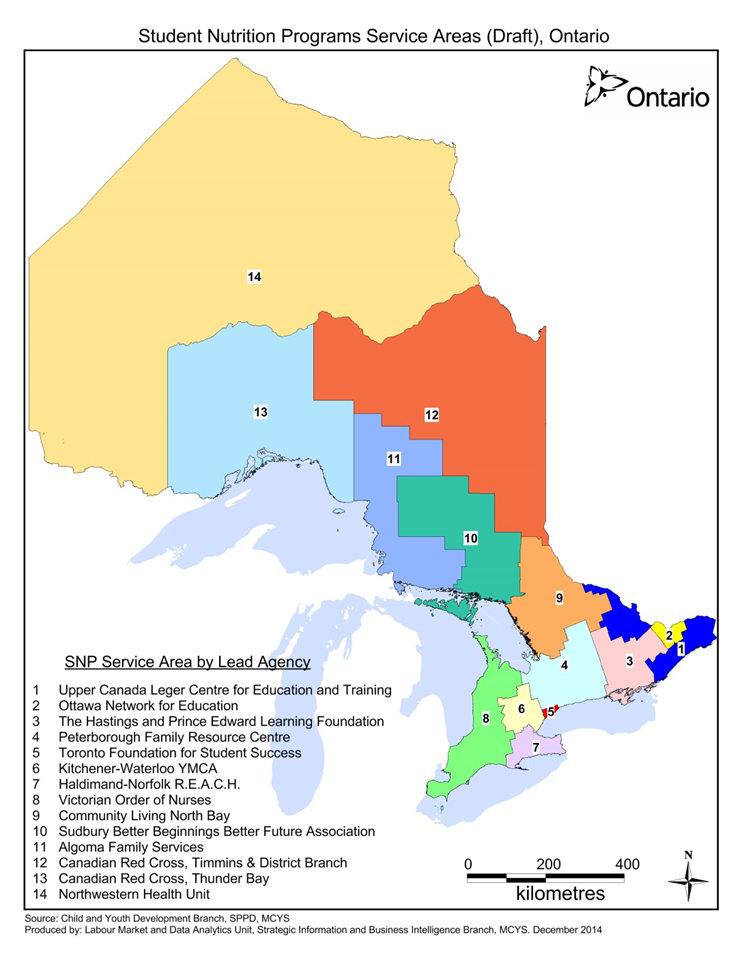 Student Nutrition Programs Service Areas (Draft), Ontario
Ontario
14
13
12
11
10
9
2
1
3
4
5
6
8
7
SNP Service Area by Lead Agency
1 Upper Canada Leger Centre for Education and Training
2 Ottawa Network for Education
3 The Hastings and Prince Edward Learning Foundation
4 Peterborough Family Resource Centre
5 Toronto Foundation for Student Success
6 Kitchener-Waterloo YMCA
7 Haldimand-Norfolk R.E.A.C.H.
8 Victorian Order of Nurses
9 Community Living North Bay
10 Sudbury Better Beginnings Better Future Association
11 Algoma Family Services
12 Canadian Red Cross, Timmins & District Branch
13 Canadian Red Cross, Thunder Bay
14 Northwestern Health Unit
0 200 400
kilometres
N
Source: Child and Youth Development Branch, SPPD, MCYS
Produced by: Labour Market and Data Analytics Unit, Strategic Information and Business Intelligence Branch, MCYS. December 2014